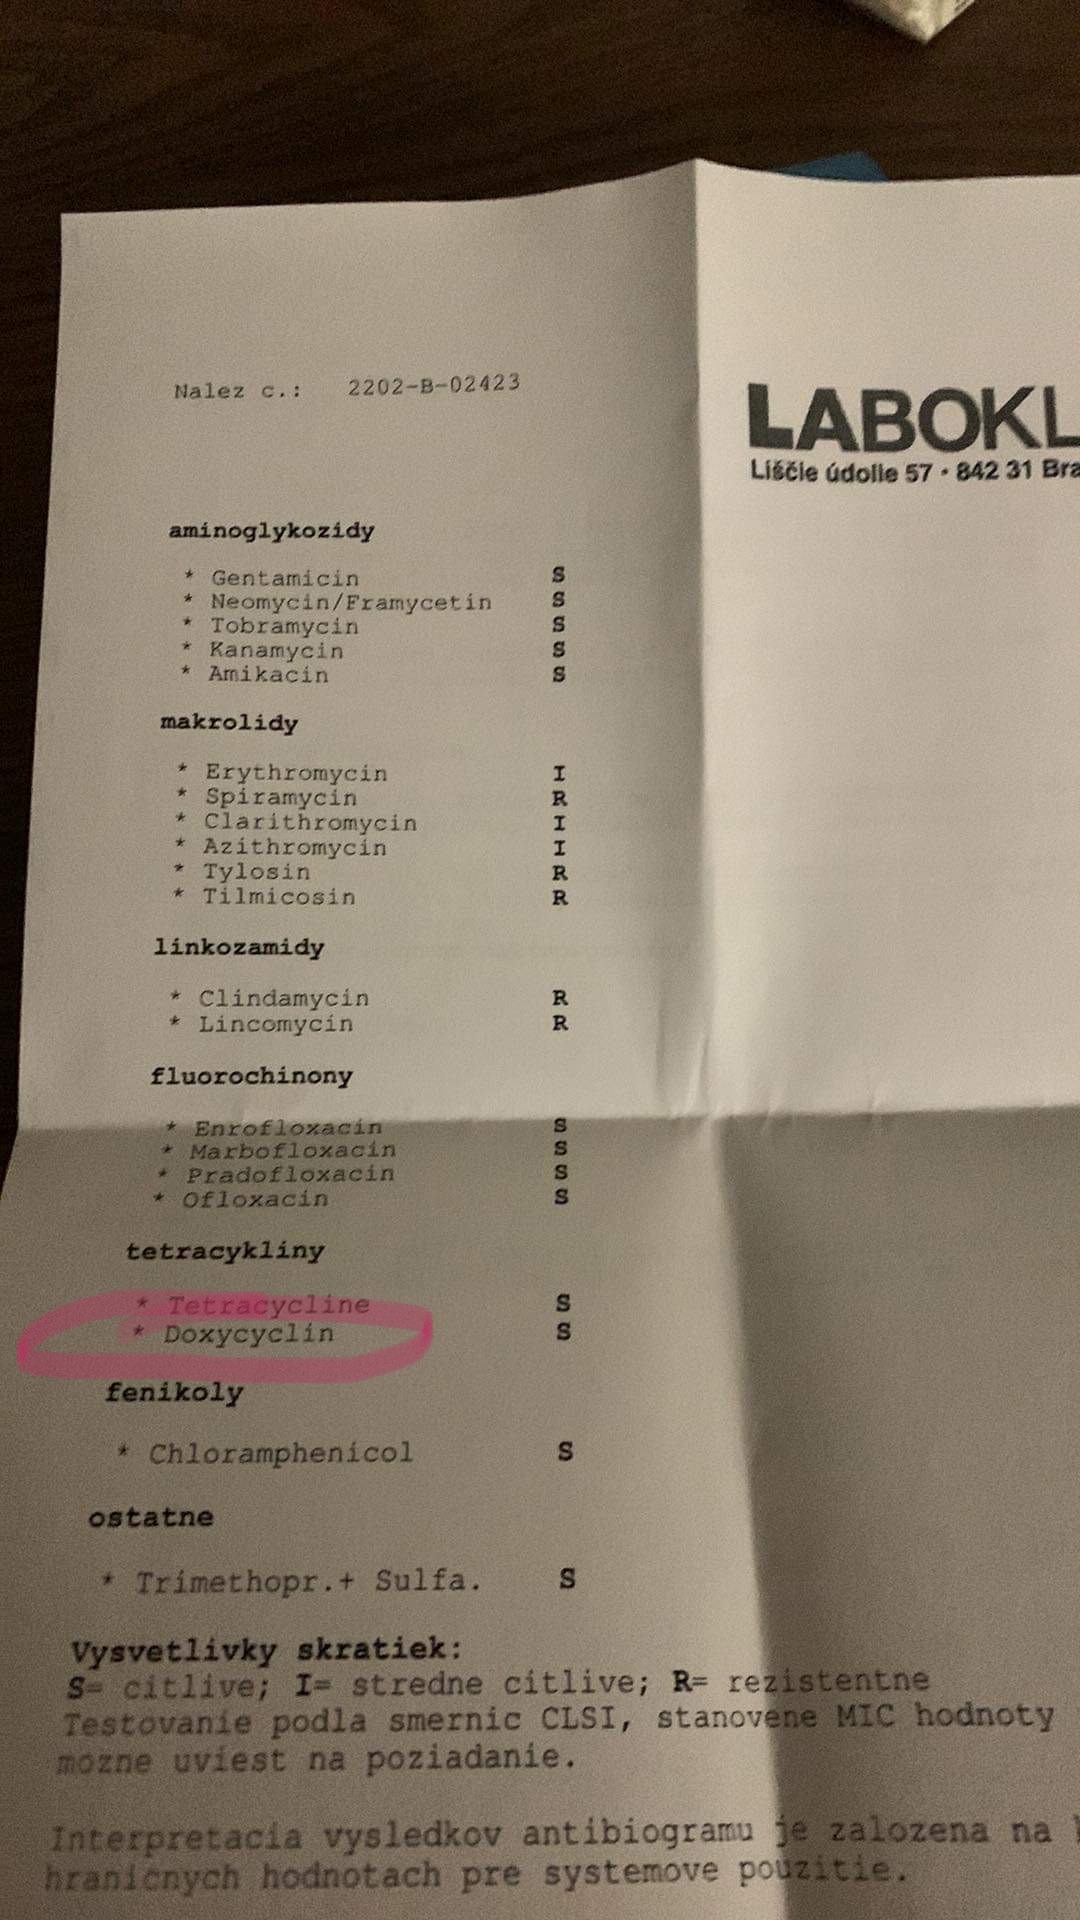 Nalez c.: 2202-B-02423
LABOKL
Líščie údolie 57 · 842 31 Bra
aminoglykozidy
* Gentamicin S
* Neomycin/Framycetin S
* Tobramycin S
* Kanamycin S
* Amikacin S
makrolidy
* Erythromycin I
* Spiramycin R
* Clarithromycin I
* Azithromycin I
* Tylosin R
* Tilmicosin R
linkozamidy
* Clindamycin R
* Lincomycin R
fluorochinony
* Enrofloxacin S
* Marbofloxacin S
* Pradofloxacin S
* Ofloxacin S
tetracykliny
* Tetracycline S
* Doxycyclin S
fenikoly
* Chloramphenicol S
ostatne
* Trimethopr.+ Sulfa. S
Vysvetlivky skratiek:
S= citlive; I= stredne citlive; R= rezistentne
Testovanie podla smernic CLSI, stanovene MIC hodnoty
mozne uviest na poziadanie.
Interpretacia vysledkov antibiogramu je zalozena na
hranicnych hodnotach pre systemove pouzitie.